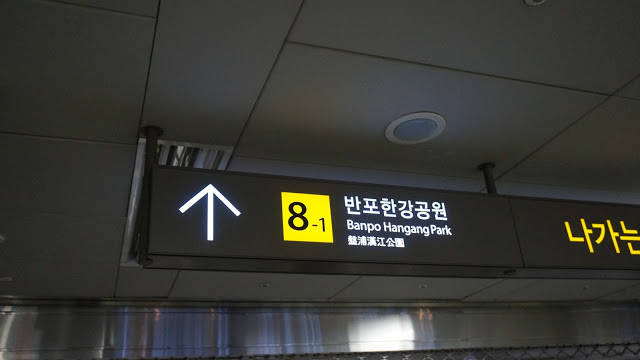 8-1
반포한강공원
Banpo Hangang Park
盤浦漢江公園
나가는